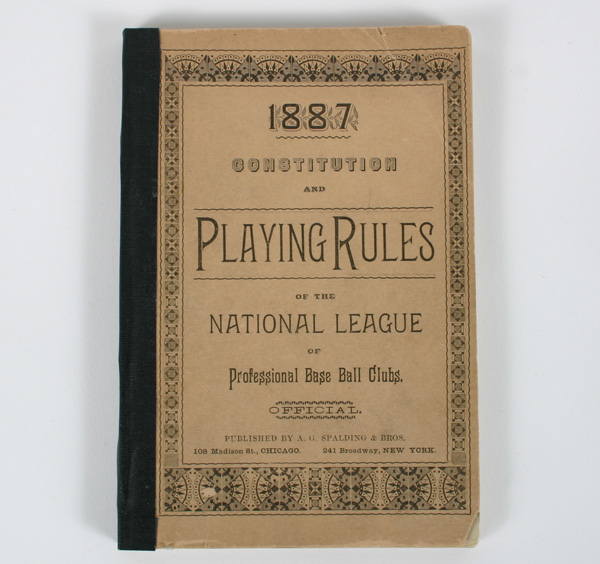 1887
CONSTITUTION
AND
PLAYING RULES
OF THE
NATIONAL LEAGUE
OF
Professional Base Ball Clubs.
OFFICIAL.
PUBLISHED BY A. G. SPALDING & BROS.
108 Madison St., CHICAGO. 241 Broadway, NEW YORK.